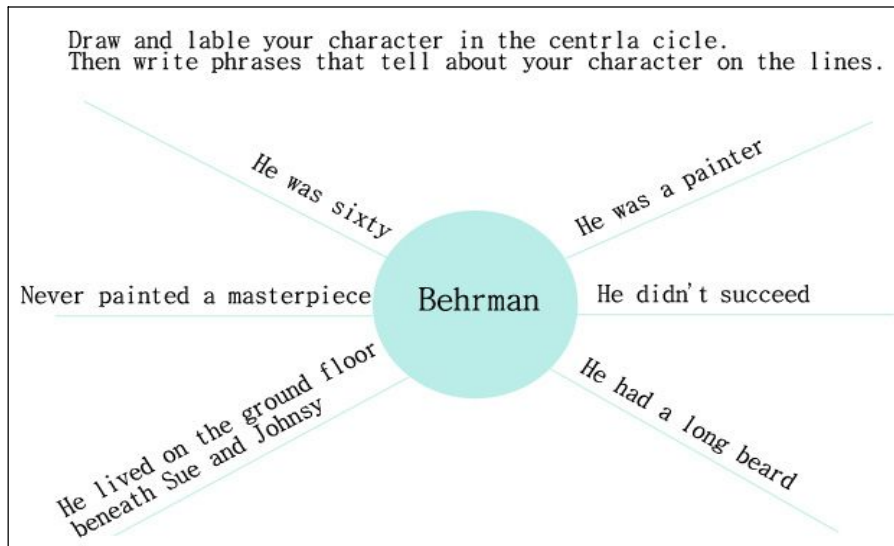 Draw and lable your character in the centrla cicle.
Then write phrases that tell about your character on the lines.
He was sixty
He was a painter
Never painted a masterpiece
Behrman
He didn't succeed
He lived on the ground floor
beneath Sue and Johnsy
He had a long beard